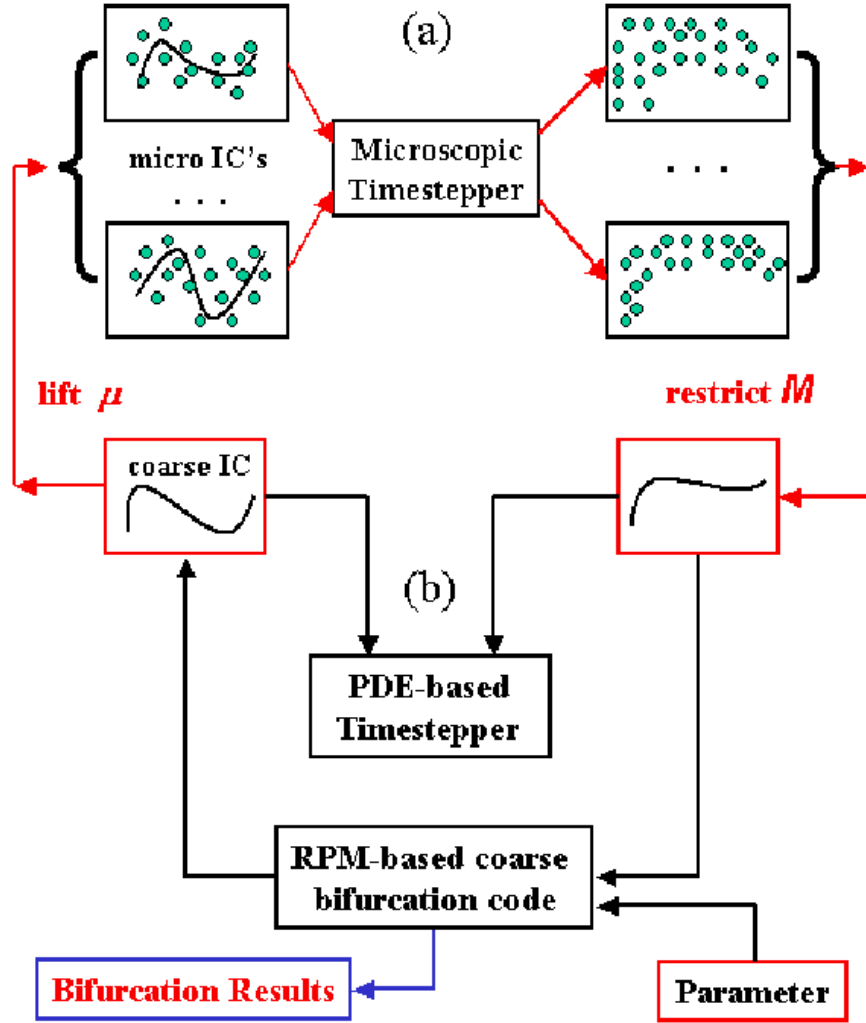 (a)
micro IC's
. . .
Microscopic
Timestepper
. . .
lift μ
restrict M
coarse IC
(b)
PDE-based
Timestepper
RPM-based coarse
bifurcation code
Bifurcation Results
Parameter